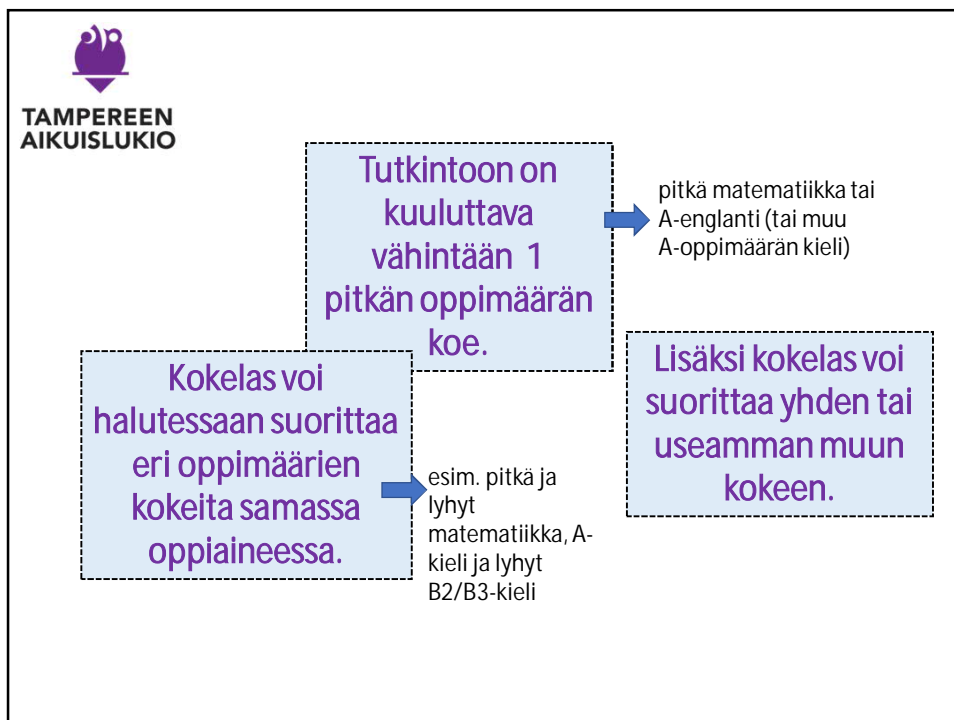 TAMPEREEN
AIKUISLUKIO
Tutkintoon on
kuuluttava
vähintään 1
pitkän oppimäärän
koe.
pitkä matematiikka tai
A-englanti (tai muu
A-oppimäärän kieli)
Kokelas voi
halutessaan suorittaa
eri oppimäärien
kokeita samassa
oppiaineessa.
esim. pitkä ja
lyhyt
matematiikka, A-
kieli ja lyhyt
B2/B3-kieli
Lisäksi kokelas voi
suorittaa yhden tai
useamman muun
kokeen.